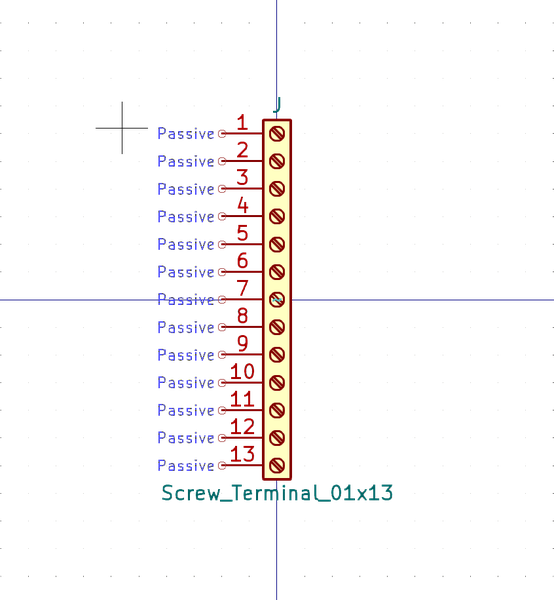 J
Passive 1
Passive 2
Passive 3
Passive 4
Passive 5
Passive 6
Passive 7
Passive 8
Passive 9
Passive 10
Passive 11
Passive 12
Passive 13
Screw_Terminal_01x13